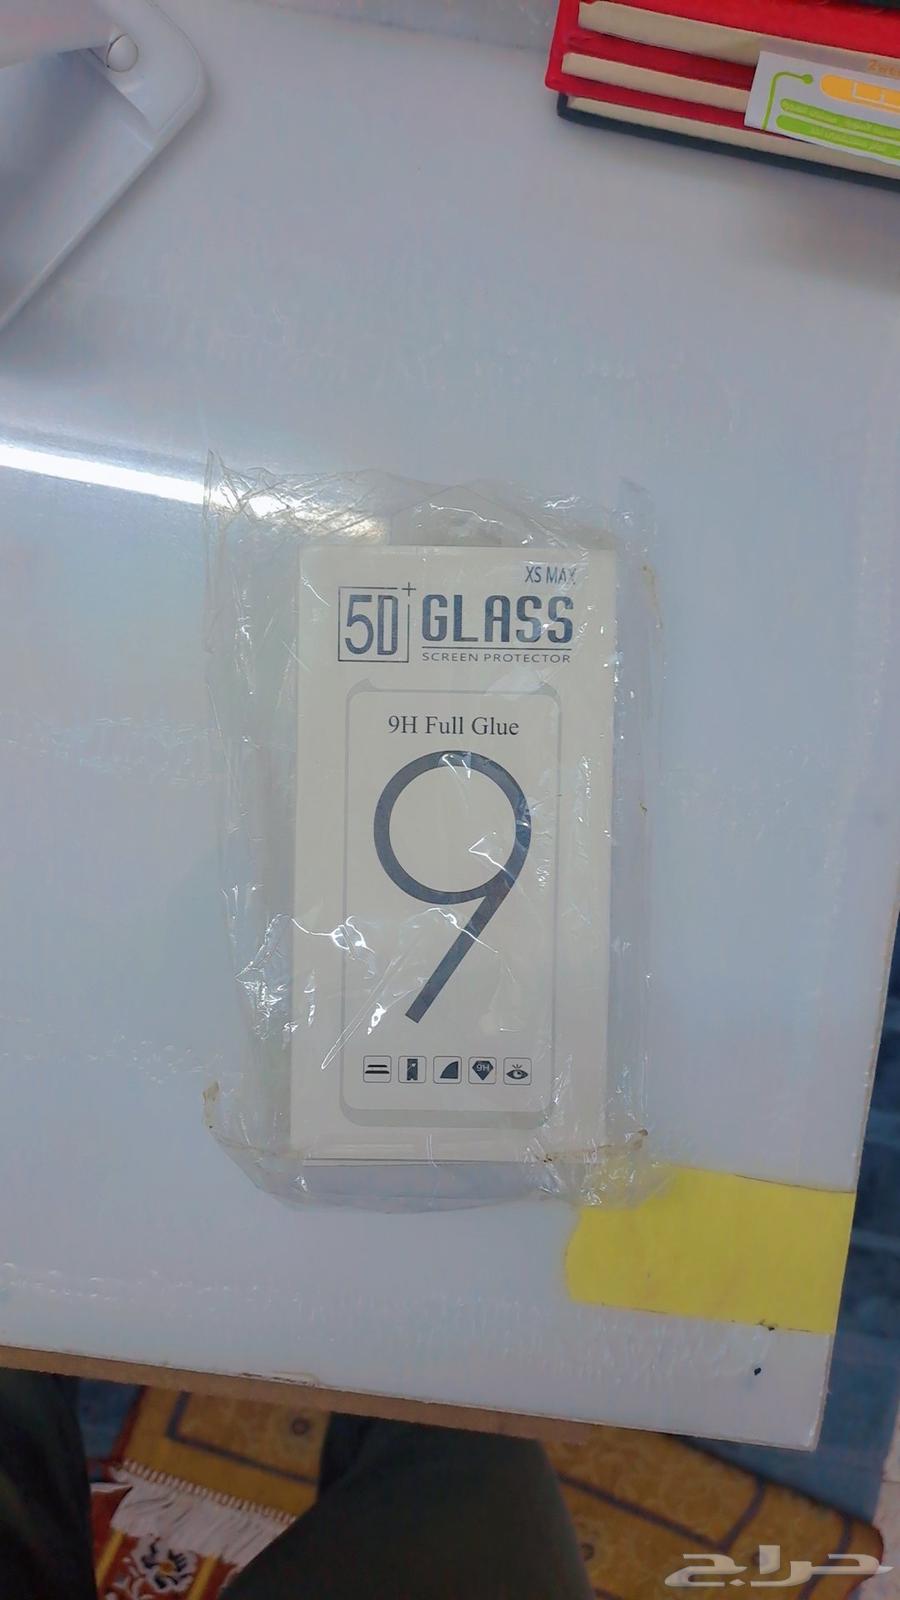 XS MAX
5D+ GLASS
SCREEN PROTECTOR
9H Full Glue
9
9H
حراج